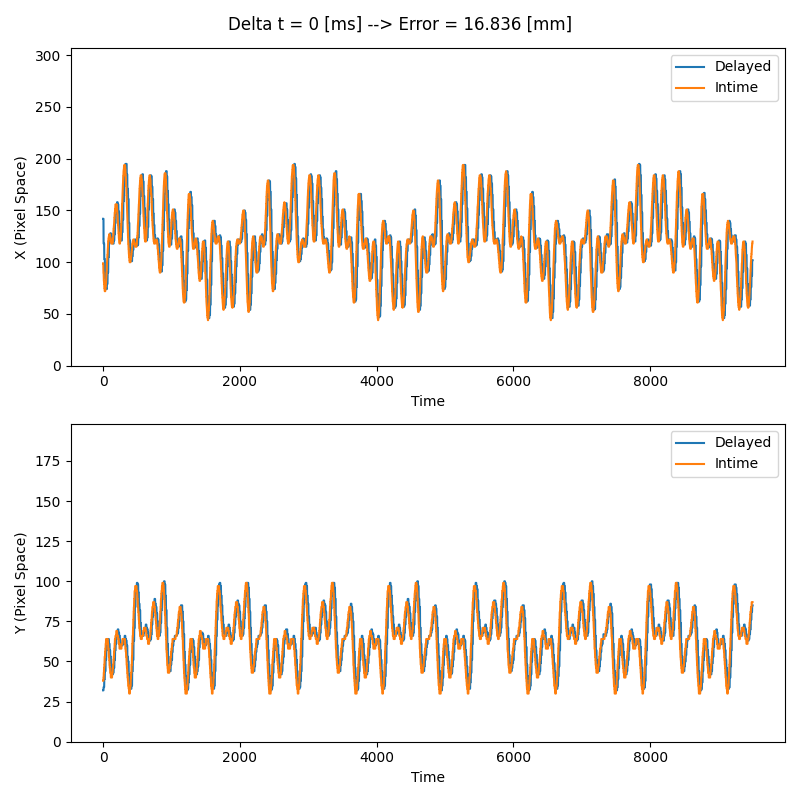 Delta t = 0 [ms] --> Error = 16.836 [mm]
300
250
200
150
100
50
0
X (Pixel Space)
Delayed
Intime
0 2000 4000 6000 8000
Time
175
150
125
100
75
50
25
0
Y (Pixel Space)
Delayed
Intime
0 2000 4000 6000 8000
Time